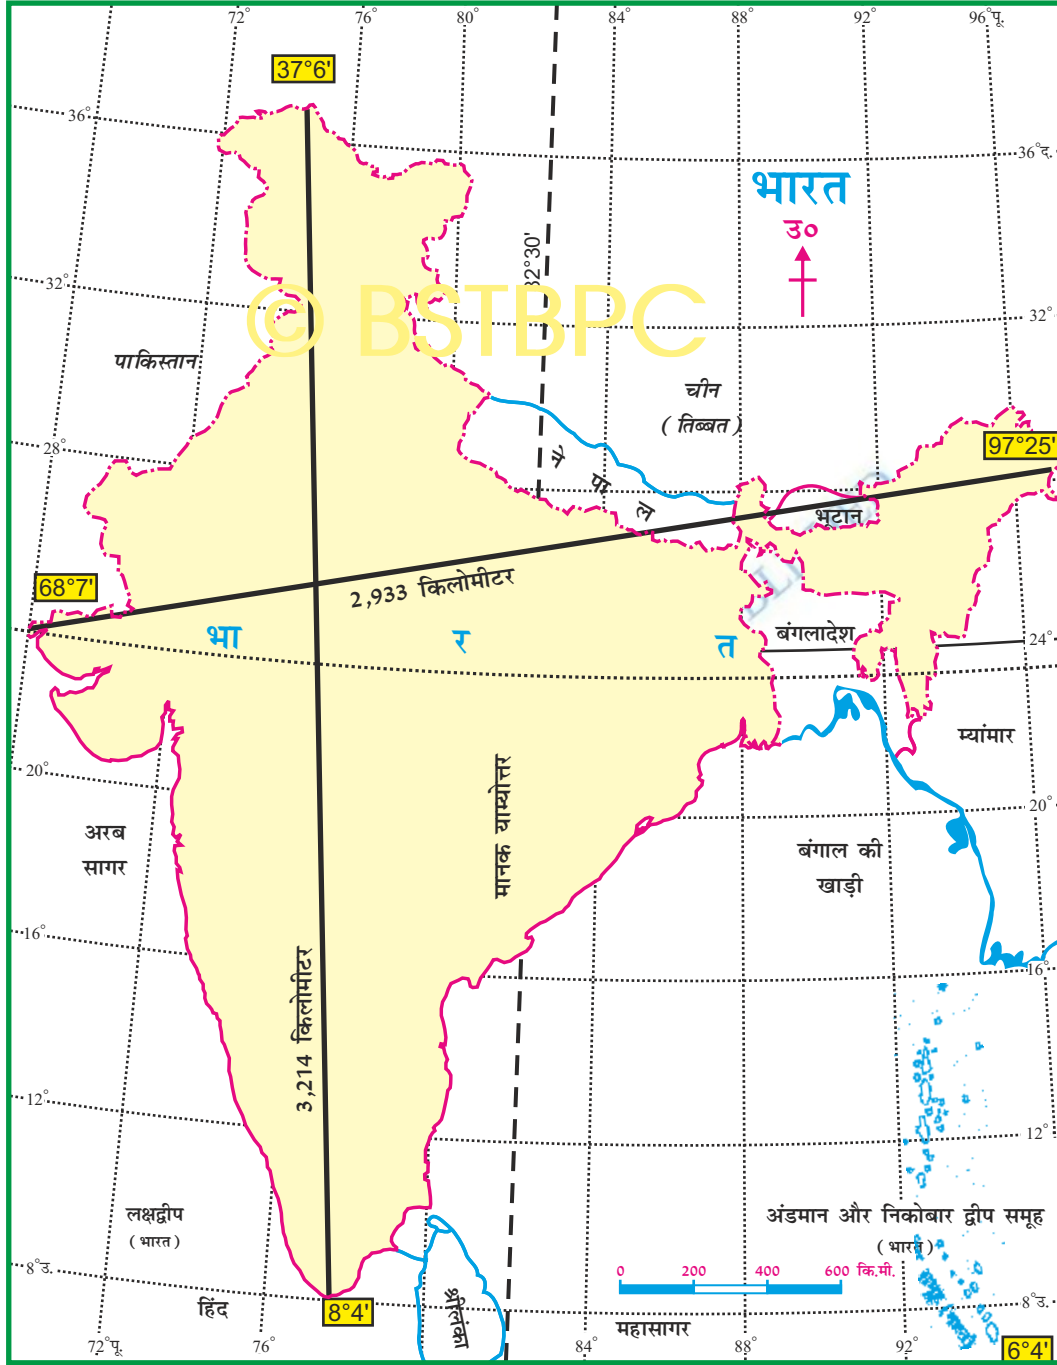 72° 76° 80° 84° 88° 92° 96°पू.
37°6'
36°
36°द.
भारत
उ०
82°30'
32°
32°
© BSTBPC
पाकिस्तान
चीन
( तिब्बत )
28°
97°25'
नेपाल
भूटान
68°7'
2,933 किलोमीटर
भा र त
बंगलादेश
24°
म्यांमार
20°
20°
मानक याम्योत्तर
अरब
सागर
बंगाल की
खाड़ी
16°
16°
3,214 किलोमीटर
12°
12°
लक्षद्वीप
( भारत )
अंडमान और निकोबार द्वीप समूह
( भारत )
8°उ.
0 200 400 600 कि.मी.
हिंद
8°4'
श्रीलंका
महासागर
8°उ.
72°पू. 76° 80° 84° 88° 92°
6°4'